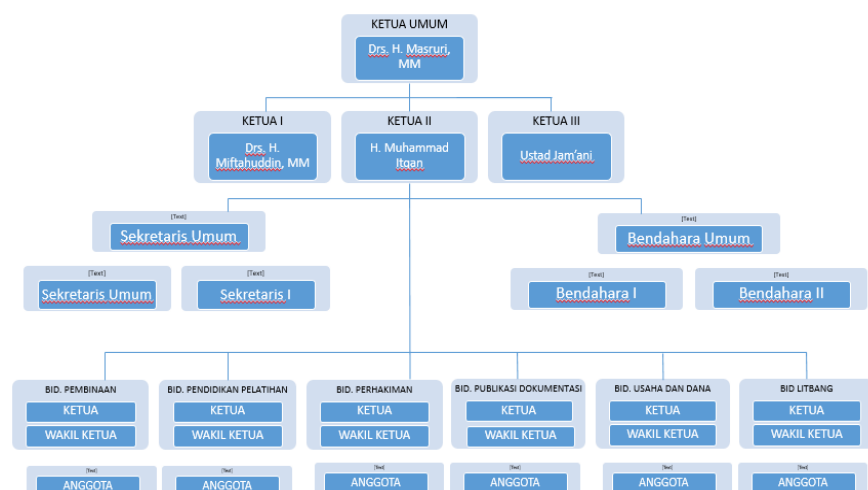 KETUA UMUM
Drs. H. Masruri,
MM
KETUA I
Drs. H.
Miftahuddin, MM
KETUA II
H. Muhammad
Itqan
KETUA III
Ustad Jam'ani
[Text]
Sekretaris Umum
[Text]
Bendahara Umum
[Text]
Sekretaris Umum
[Text]
Sekretaris I
[Text]
Bendahara I
[Text]
Bendahara II
BID. PEMBINAAN
KETUA
WAKIL KETUA
BID. PENDIDIKAN PELATIHAN
KETUA
WAKIL KETUA
BID. PERHAKIMAN
KETUA
WAKIL KETUA
BID. PUBLIKASI DOKUMENTASI
KETUA
WAKIL KETUA
BID. USAHA DAN DANA
KETUA
WAKIL KETUA
BID LITBANG
KETUA
WAKIL KETUA
[Text]
ANGGOTA
[Text]
ANGGOTA
[Text]
ANGGOTA
[Text]
ANGGOTA
[Text]
ANGGOTA
[Text]
ANGGOTA